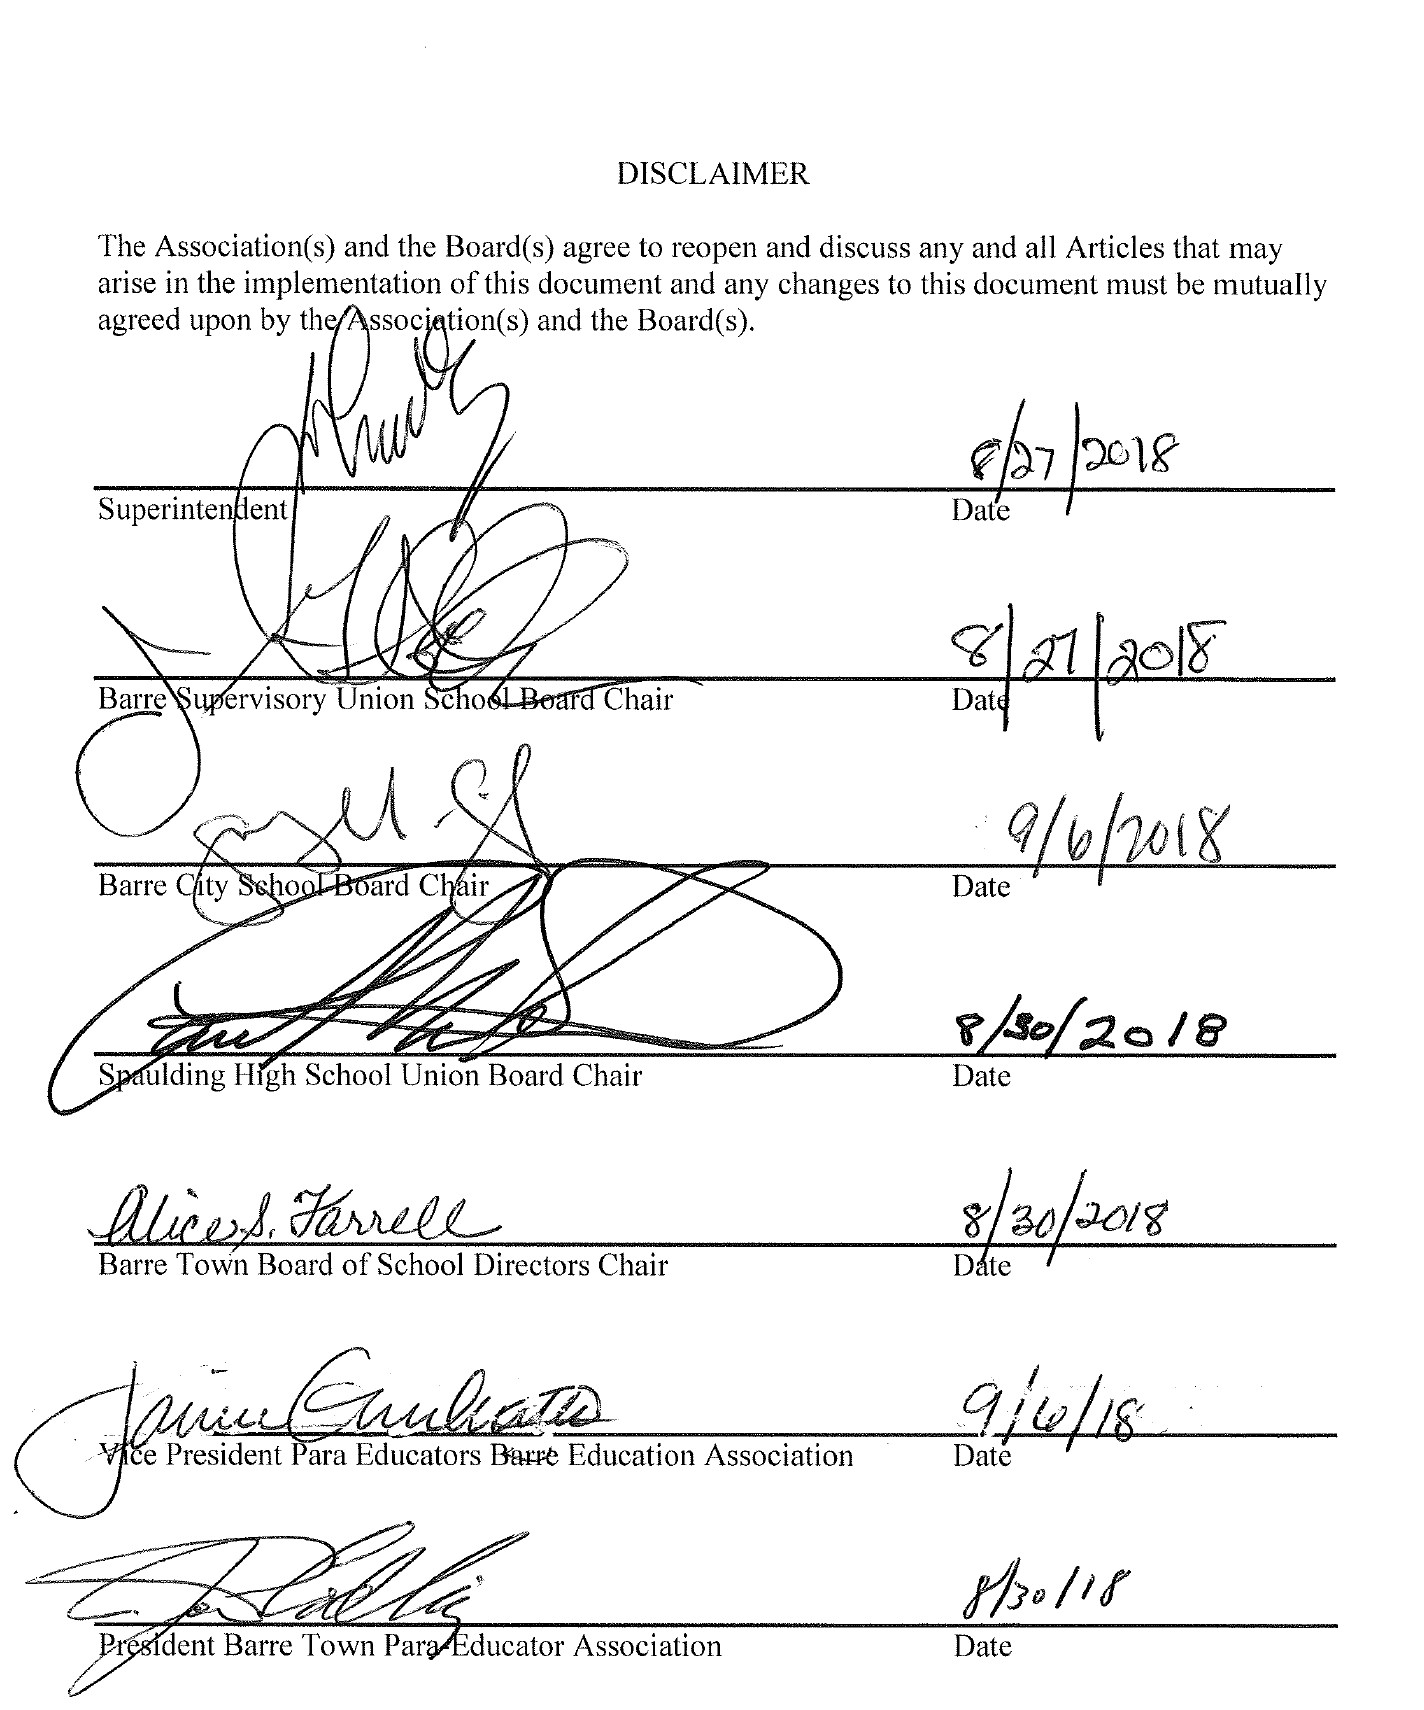 DISCLAIMER
The Association(s) and the Board(s) agree to reopen and discuss any and all Articles that may
arise in the implementation of this document and any changes to this document must be mutually
agreed upon by the Association(s) and the Board(s).
8/27/2018
Superintendent Date
8/27/2018
Barre Supervisory Union School Board Chair Date
9/6/2018
Barre City School Board Chair Date
8/30/2018
Spaulding High School Union Board Chair Date
Alice S. Farrell 8/30/2018
Barre Town Board of School Directors Chair Date
9/6/18
Vice President Para Educators Barre Education Association Date
8/30/18
President Barre Town Para-Educator Association Date